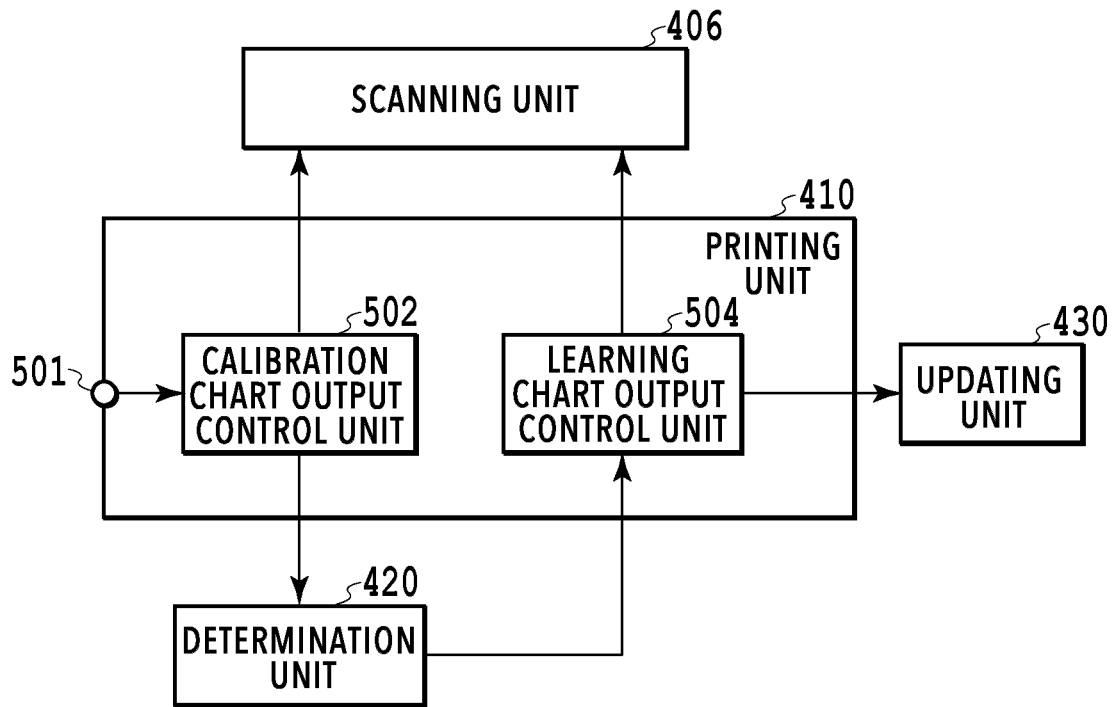 406
SCANNING UNIT
410
PRINTING
UNIT
502
CALIBRATION
CHART OUTPUT
CONTROL UNIT
504
LEARNING
CHART OUTPUT
CONTROL UNIT
430
UPDATING
UNIT
501
420
DETERMINATION
UNIT